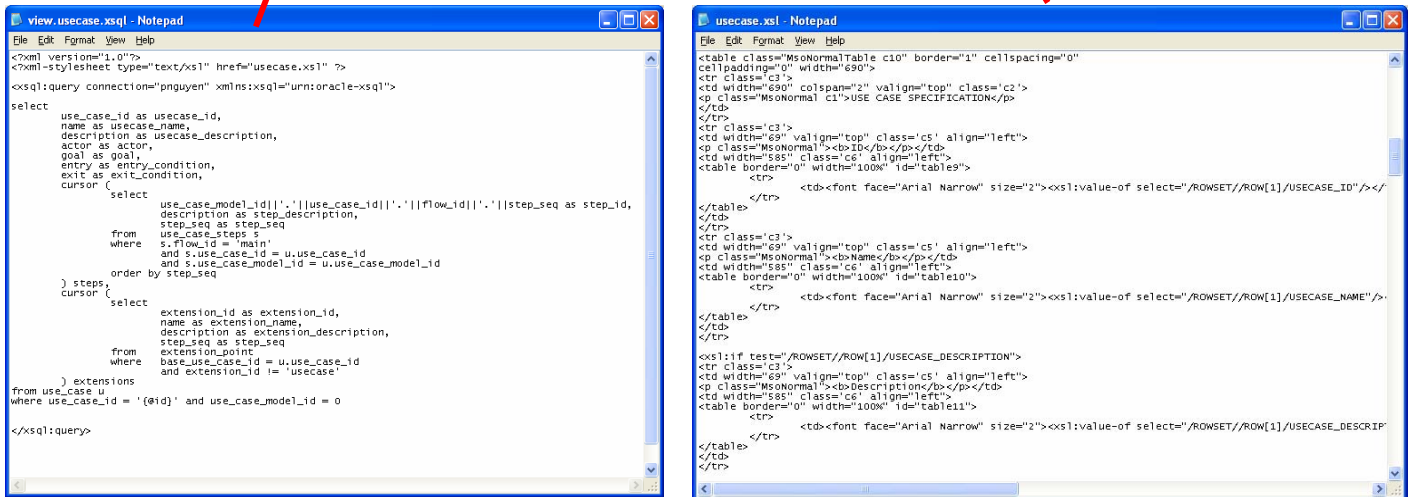 view.usecase.xsql - Notepad
File Edit Format View Help
<?xml version="1.0"?>
<?xml-stylesheet type="text/xsl" href="usecase.xsl" ?>
<xsql:query connection="pnguyen" xmlns:xsql="urn:oracle-xsql">
select
use_case_id as usecase_id,
name as usecase_name,
description as usecase_description,
actor as actor,
goal as goal,
entry as entry_condition,
exit as exit_condition,
cursor (
select
use_case_model_id||'.'||use_case_id||'.'||flow_id||'.'||step_seq as step_id,
description as step_description,
step_seq as step_seq
from use_case_steps s
where s.flow_id = 'main'
and s.use_case_id = u.use_case_id
and s.use_case_model_id = u.use_case_model_id
order by step_seq
) steps,
cursor (
select
extension_id as extension_id,
name as extension_name,
description as extension_description,
step_seq as step_seq
from extension_point
where base_use_case_id = u.use_case_id
and extension_id != 'usecase'
) extensions
from use_case u
where use_case_id = '{@id}' and use_case_model_id = 0
</xsql:query>
usecase.xsl - Notepad
File Edit Format View Help
<table class="MsoNormalTable c10" border="1" cellspacing="0"
cellpadding="0" width="690">
<tr class='c3'>
<td width="690" colspan="2" valign="top" class='c2'>
<p class="MsoNormal c1">USE CASE SPECIFICATION</p>
</td>
</tr>
<tr class='c3'>
<td width="69" valign="top" class='c5' align="left">
<p class="MsoNormal"><b>ID</b></p></td>
<td width="585" class='c6' align="left">
<table border="0" width="100%" id="table9">
<tr>
<td><font face="Arial Narrow" size="2"><xsl:value-of select="/ROWSET//ROW[1]/USECASE_ID"/></
</tr>
</table>
</td>
</tr>
<tr class='c3'>
<td width="69" valign="top" class='c5' align="left">
<p class="MsoNormal"><b>Name</b></p></td>
<td width="585" class='c6' align="left">
<table border="0" width="100%" id="table10">
<tr>
<td><font face="Arial Narrow" size="2"><xsl:value-of select="/ROWSET//ROW[1]/USECASE_NAME"/>
</tr>
</table>
</td>
</tr>
<xsl:if test="/ROWSET//ROW[1]/USECASE_DESCRIPTION">
<tr class='c3'>
<td width="69" valign="top" class='c5' align="left">
<p class="MsoNormal"><b>Description</b></p></td>
<td width="585" class='c6' align="left">
<table border="0" width="100%" id="table11">
<tr>
<td><font face="Arial Narrow" size="2"><xsl:value-of select="/ROWSET//ROW[1]/USECASE_DESCRIP
</tr>
</table>
</td>
</tr>